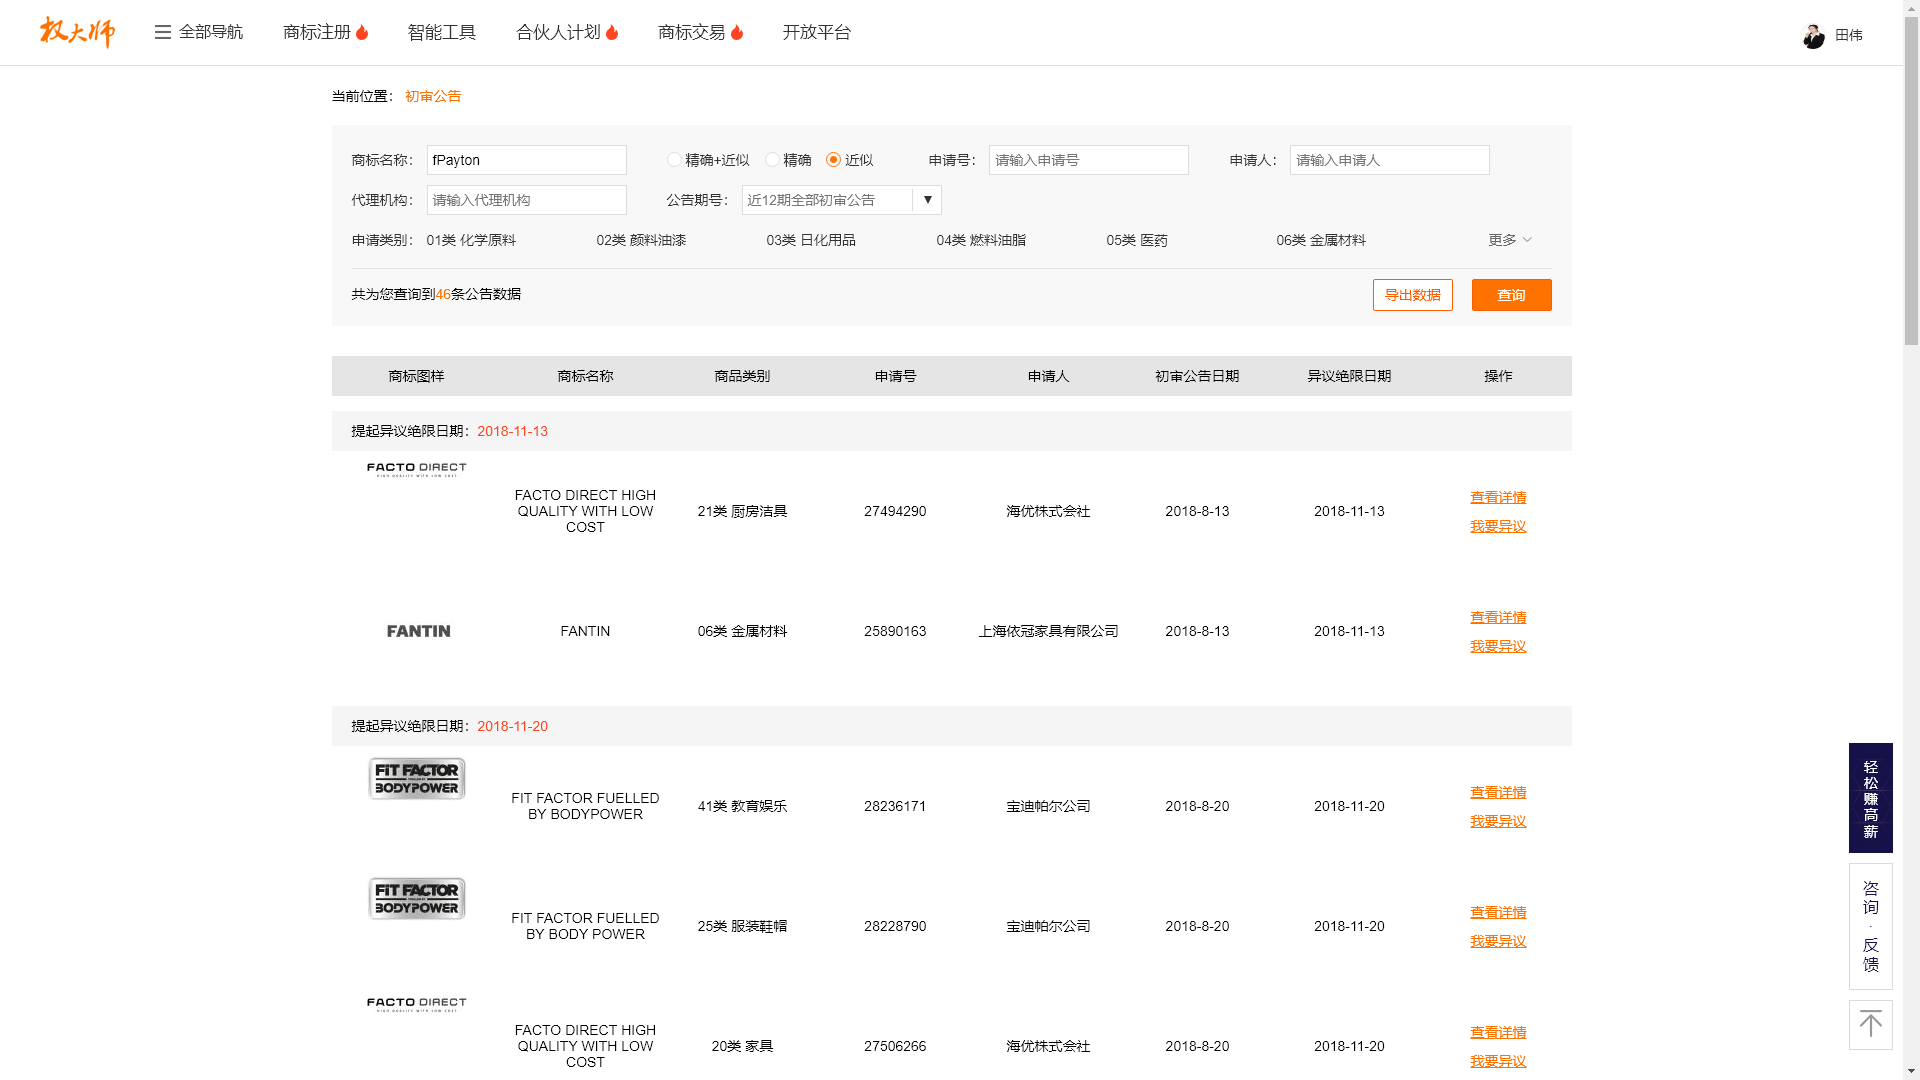 权大师
全部导航 商标注册 智能工具 合伙人计划 商标交易 开放平台 田伟
当前位置： 初审公告
商标名称： fPayton 精确+近似 精确 近似 申请号： 请输入申请号 申请人： 请输入申请人
代理机构： 请输入代理机构 公告期号： 近12期全部初审公告 ▼
申请类别： 01类 化学原料 02类 颜料油漆 03类 日化用品 04类 燃料油脂 05类 医药 06类 金属材料 更多
共为您查询到46条公告数据 导出数据 查询
商标图样 商标名称 商品类别 申请号 申请人 初审公告日期 异议绝限日期 操作
提起异议绝限日期：2018-11-13
FACTO DIRECT
HIGH QUALITY WITH LOW COST
FACTO DIRECT HIGH
QUALITY WITH LOW
COST
21类 厨房洁具 27494290 海优株式会社 2018-8-13 2018-11-13
查看详情
我要异议
FANTIN
FANTIN 06类 金属材料 25890163 上海依冠家具有限公司 2018-8-13 2018-11-13
查看详情
我要异议
提起异议绝限日期：2018-11-20
FIT FACTOR
BODYPOWER
FIT FACTOR FUELLED
BY BODYPOWER
41类 教育娱乐 28236171 宝迪帕尔公司 2018-8-20 2018-11-20
查看详情
我要异议
FIT FACTOR
BODYPOWER
FIT FACTOR FUELLED
BY BODY POWER
25类 服装鞋帽 28228790 宝迪帕尔公司 2018-8-20 2018-11-20
查看详情
我要异议
FACTO DIRECT
HIGH QUALITY WITH LOW COST
FACTO DIRECT HIGH
QUALITY WITH LOW
COST
20类 家具 27506266 海优株式会社 2018-8-20 2018-11-20
查看详情
我要异议
轻松赚高薪
咨询·反馈